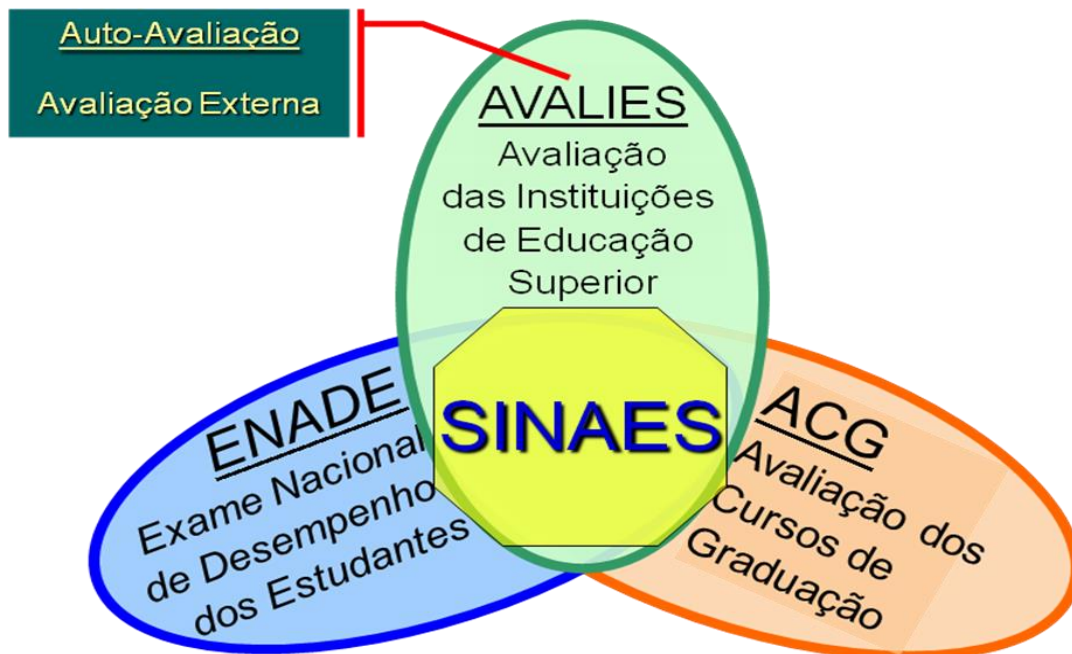 Auto-Avaliação
Avaliação Externa
AVALIES
Avaliação
das Instituições
de Educação
Superior
SINAES
ENADE
Exame Nacional
de Desempenho
dos Estudantes
ACG
Avaliação dos
Cursos de
Graduação